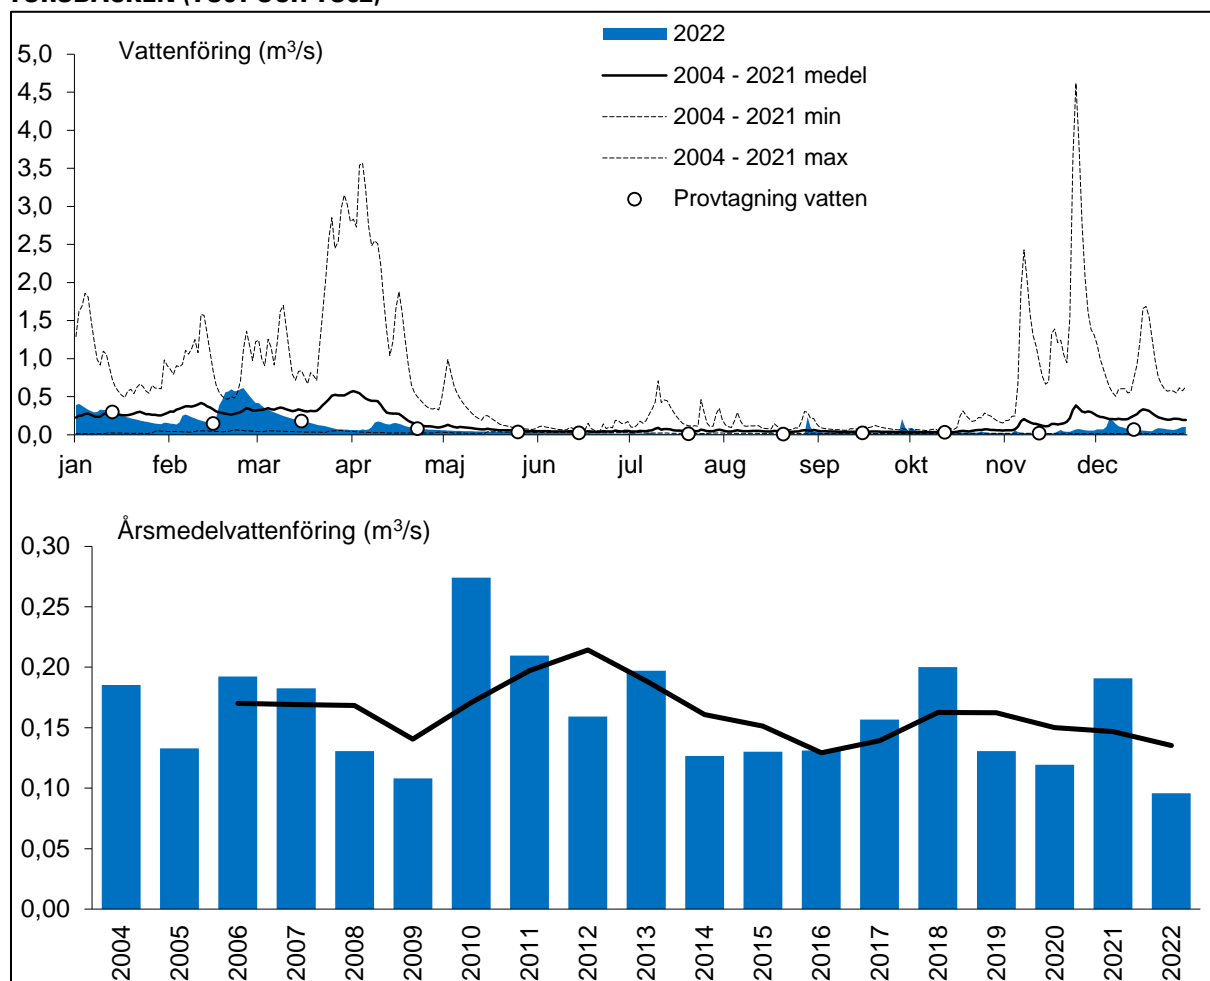 Vattenföring (m³/s)
2022
2004 - 2021 medel
2004 - 2021 min
2004 - 2021 max
Provtagning vatten
5,0
4,5
4,0
3,5
3,0
2,5
2,0
1,5
1,0
0,5
0,0
jan feb mar apr maj jun jul aug sep okt nov dec
Årsmedelvattenföring (m³/s)
0,30
0,25
0,20
0,15
0,10
0,05
0,00
2004 2005 2006 2007 2008 2009 2010 2011 2012 2013 2014 2015 2016 2017 2018 2019 2020 2021 2022